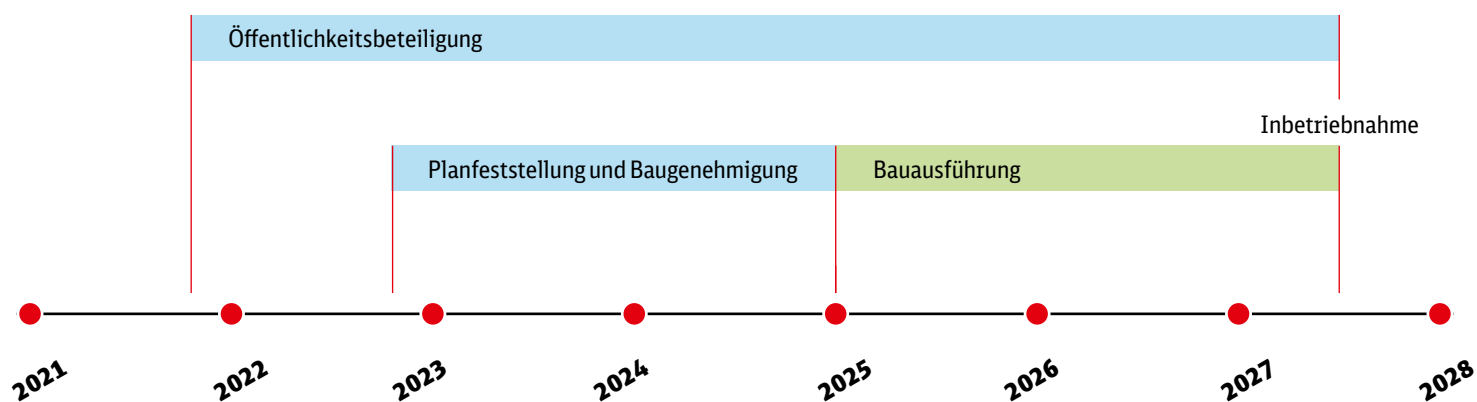 Öffentlichkeitsbeteiligung
Inbetriebnahme
Planfeststellung und Baugenehmigung
Bauausführung
2021
2022
2023
2024
2025
2026
2027
2028